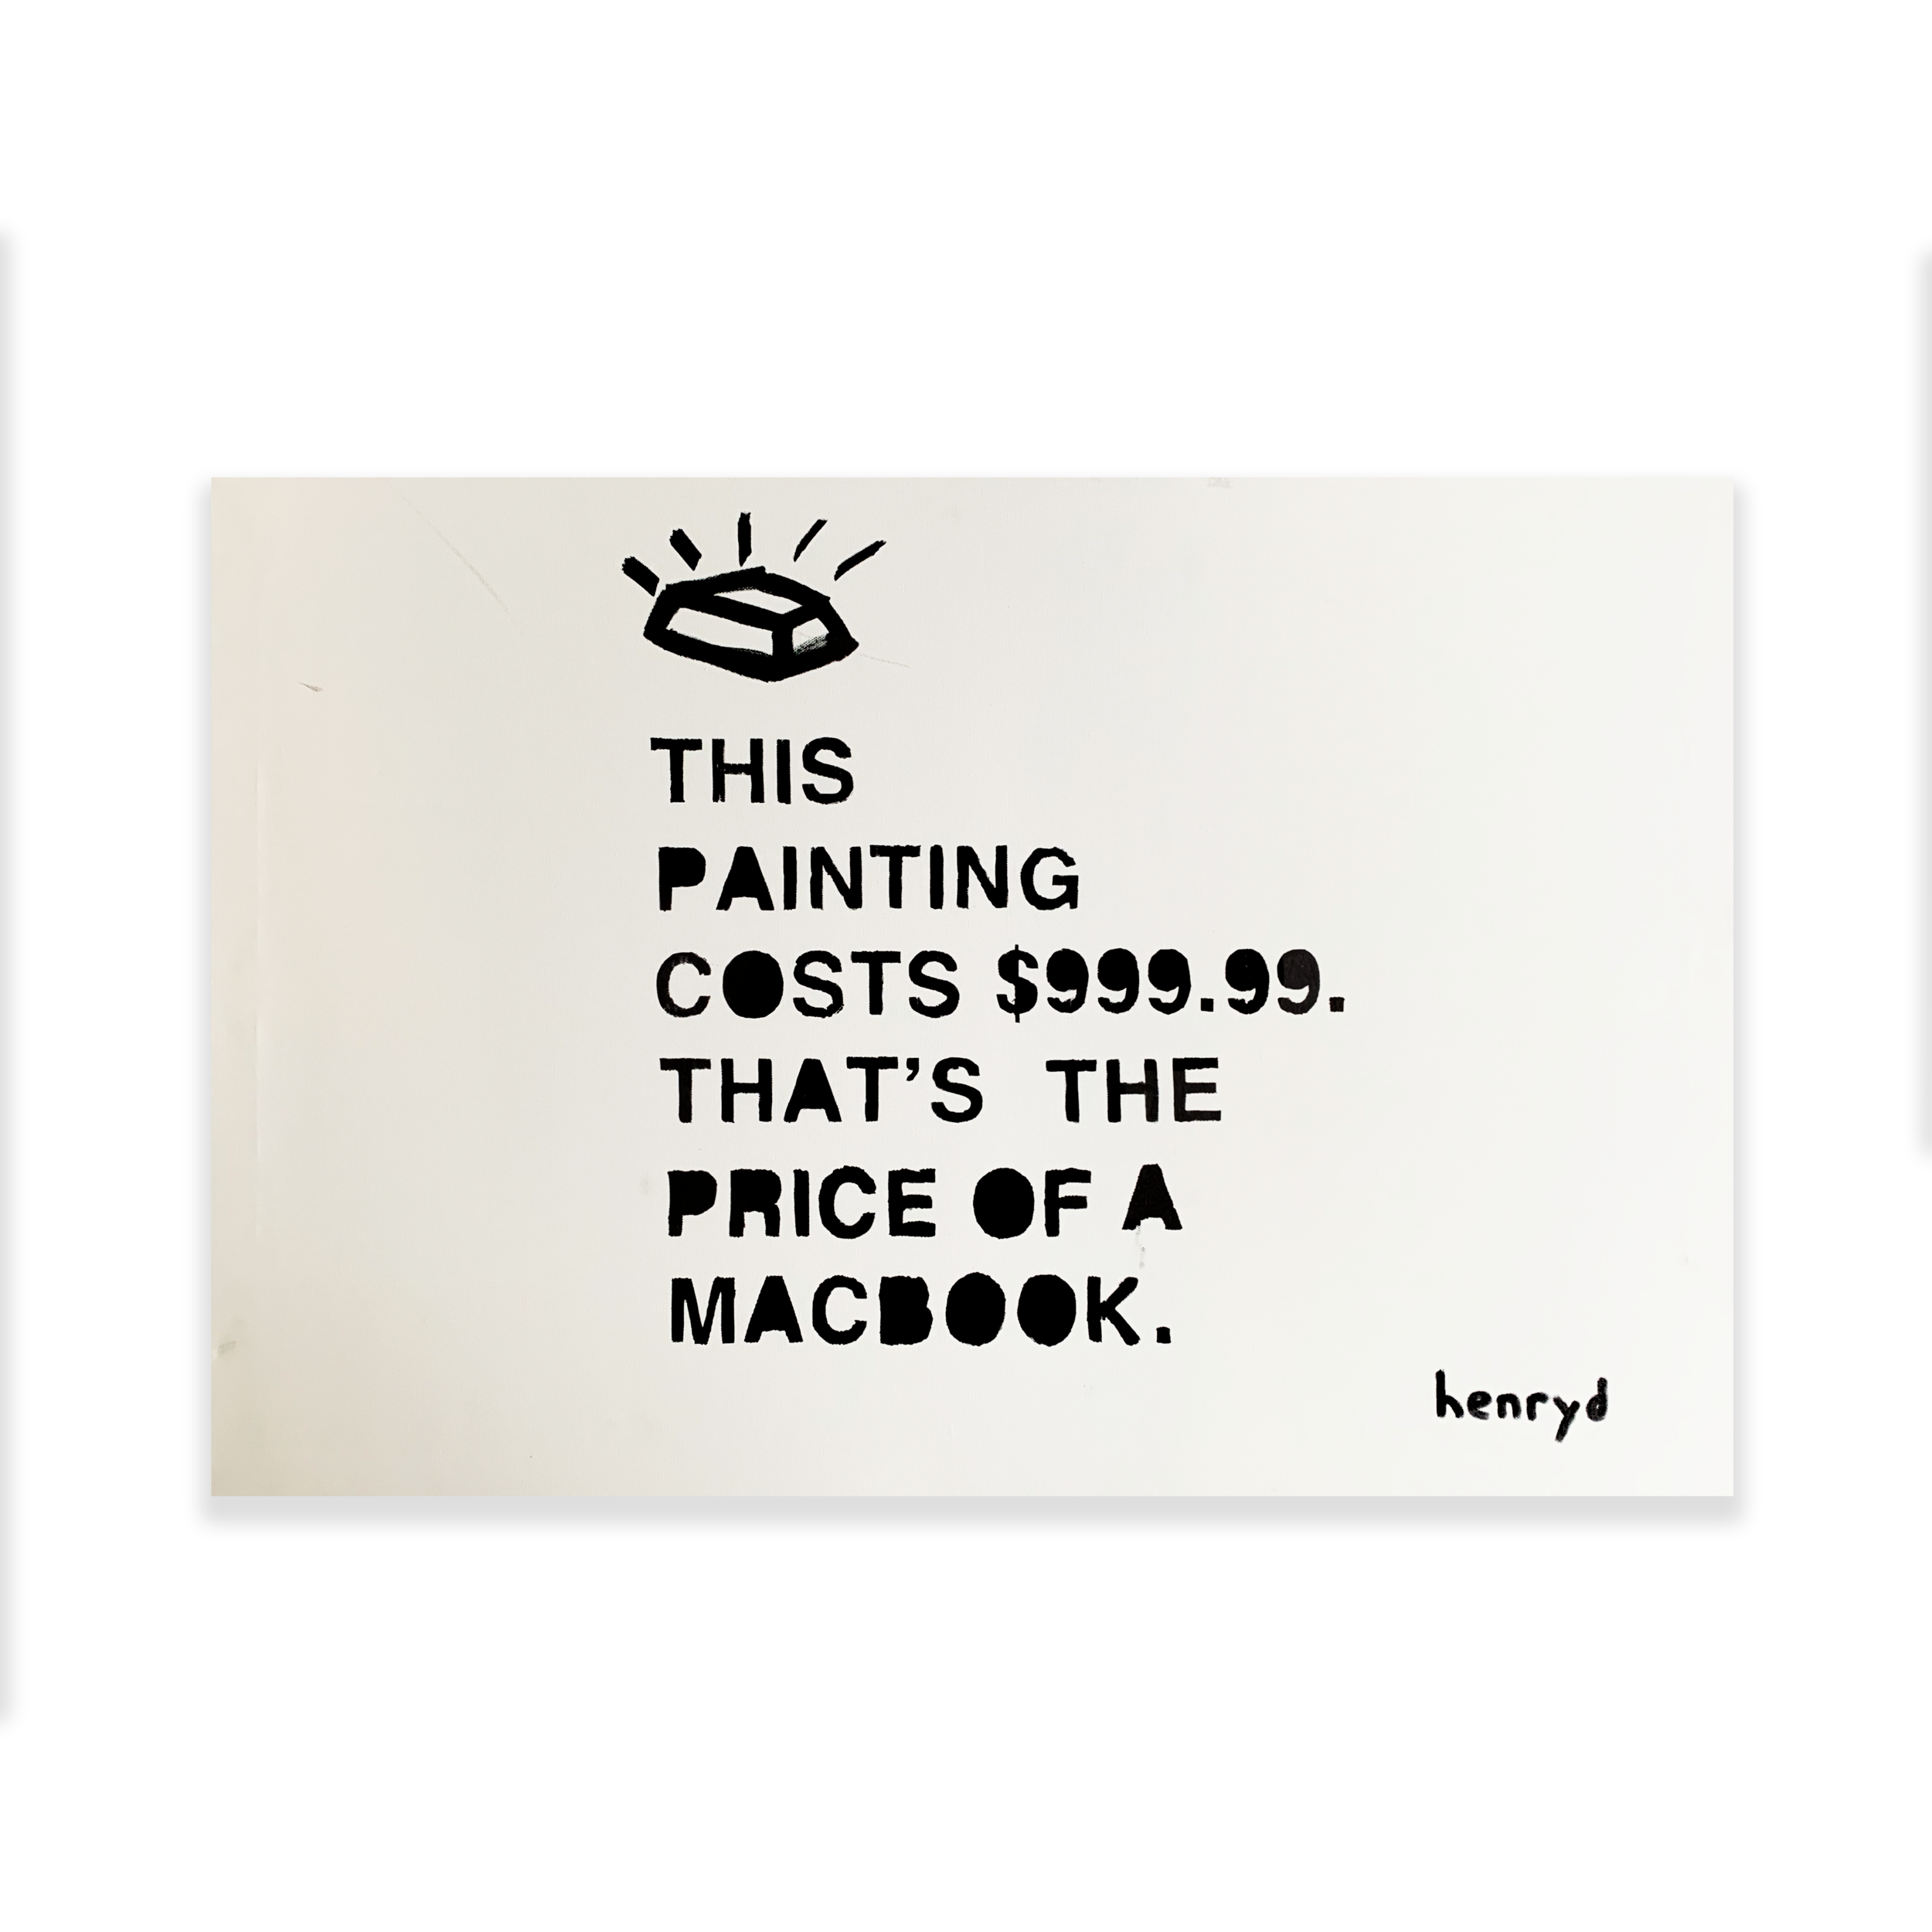 THIS
PAINTING
COSTS $999.99.
THAT'S THE
PRICE OF A
MACBOOK.
henryd